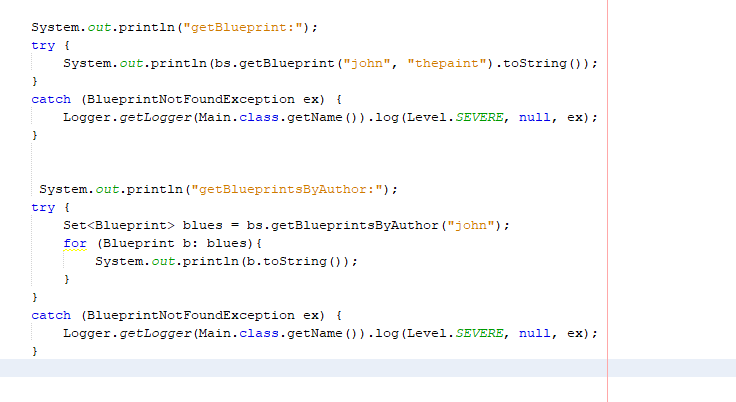 System.out.println("getBlueprint:");
try {
    System.out.println(bs.getBlueprint("john", "thepaint").toString());
}
catch (BlueprintNotFoundException ex) {
    Logger.getLogger(Main.class.getName()).log(Level.SEVERE, null, ex);
}
 System.out.println("getBlueprintsByAuthor:");
try {
    Set<Blueprint> blues = bs.getBlueprintsByAuthor("john");
    for (Blueprint b: blues){
        System.out.println(b.toString());
    }
}
catch (BlueprintNotFoundException ex) {
    Logger.getLogger(Main.class.getName()).log(Level.SEVERE, null, ex);
}